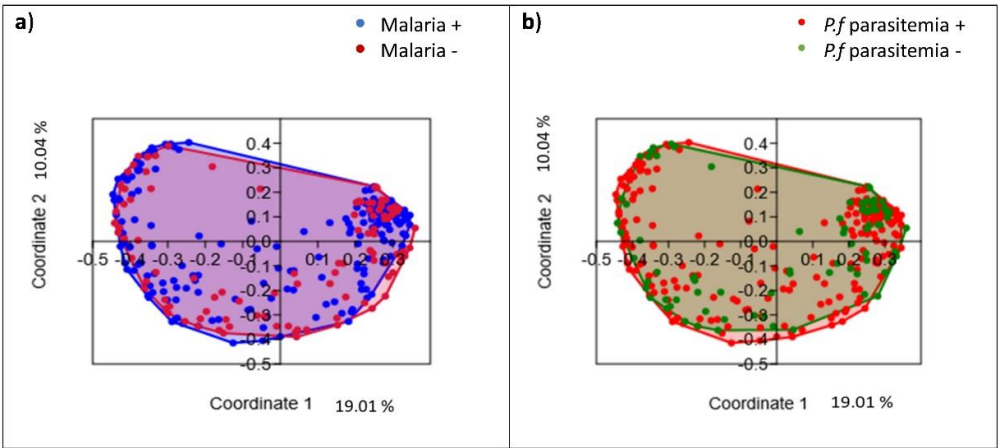 a)
Malaria +
Malaria -
10.04 %
Coordinate 2
0.4
0.3
0.2
0.1
0.0
-0.5 -0.4 -0.3 -0.2 -0.1 0.1 0.2 0.3
-0.1
-0.2
-0.3
-0.4
-0.5
Coordinate 1 19.01 %
b)
P.f parasitemia +
P.f parasitemia -
10.04 %
Coordinate 2
0.4
0.3
0.2
0.1
0.0
-0.5 -0.4 -0.3 -0.2 -0.1 0.1 0.2 0.3
-0.1
-0.2
-0.3
-0.4
-0.5
Coordinate 1 19.01 %